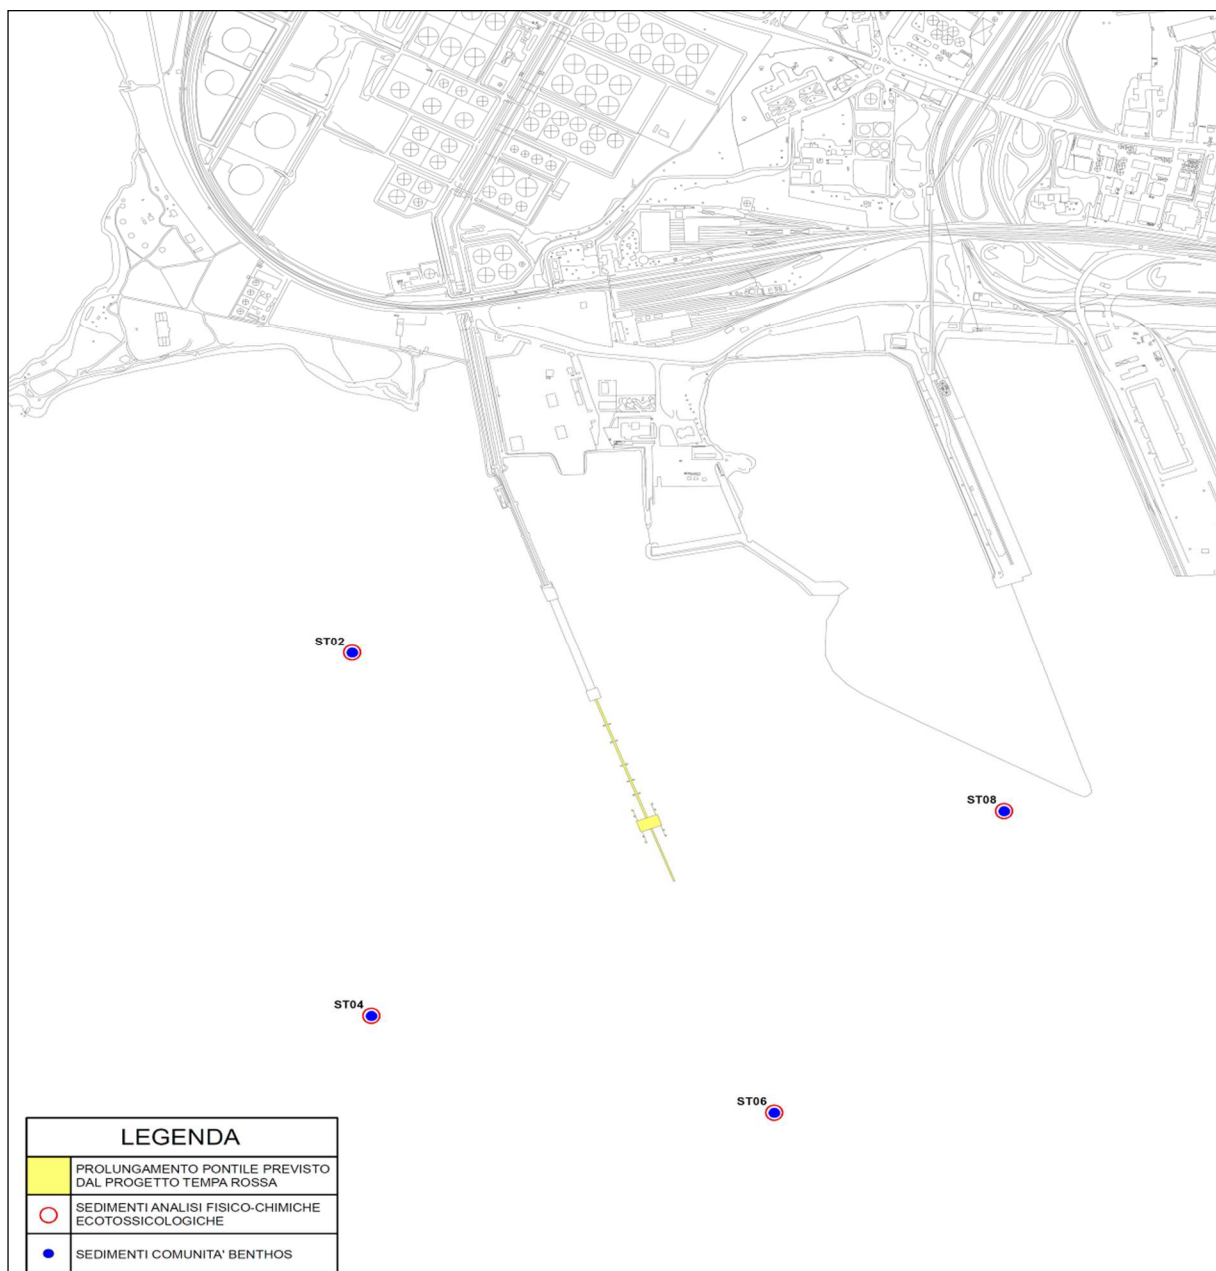 ST02
ST08
ST04
ST06
LEGENDA
PROLUNGAMENTO PONTILE PREVISTO
DAL PROGETTO TEMPA ROSSA
SEDIMENTI ANALISI FISICO-CHIMICHE
ECOTOSSICOLOGICHE
SEDIMENTI COMUNITA' BENTHOS